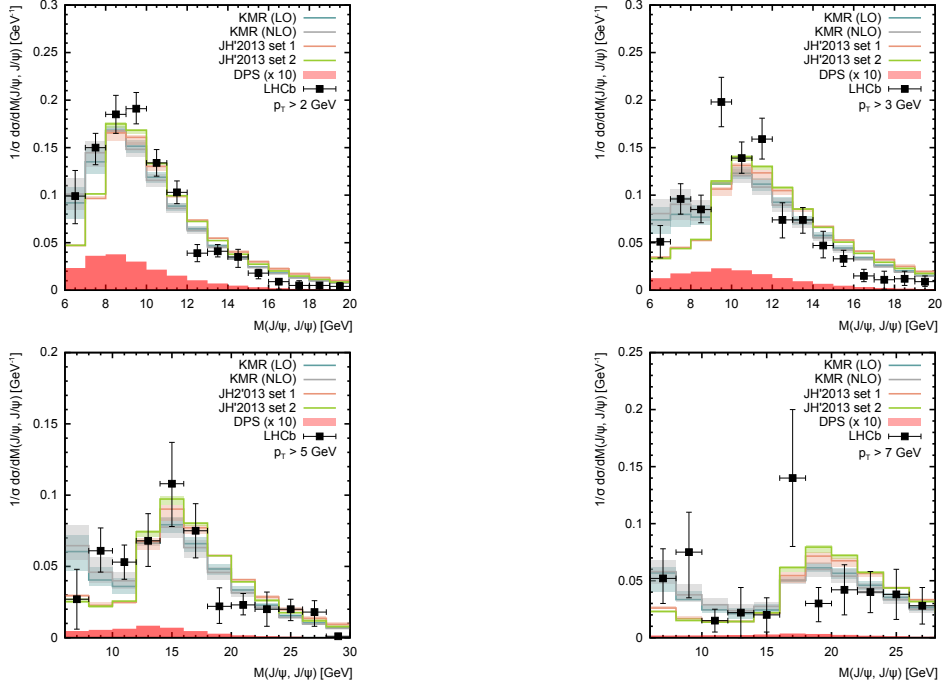 0.3
0.25
0.2
0.15
0.1
0.05
0
1/σ dσ/dM(J/ψ, J/ψ) [GeV⁻¹]
KMR (LO)
KMR (NLO)
JH'2013 set 1
JH'2013 set 2
DPS (x 10)
LHCb
p_T > 2 GeV
6 8 10 12 14 16 18 20
M(J/ψ, J/ψ) [GeV]
0.3
0.25
0.2
0.15
0.1
0.05
0
1/σ dσ/dM(J/ψ, J/ψ) [GeV⁻¹]
KMR (LO)
KMR (NLO)
JH'2013 set 1
JH'2013 set 2
DPS (x 10)
LHCb
p_T > 3 GeV
6 8 10 12 14 16 18 20
M(J/ψ, J/ψ) [GeV]
0.2
0.15
0.1
0.05
0
1/σ dσ/dM(J/ψ, J/ψ) [GeV⁻¹]
KMR (LO)
KMR (NLO)
JH2'013 set 1
JH'2013 set 2
DPS (x 10)
LHCb
p_T > 5 GeV
10 15 20 25 30
M(J/ψ, J/ψ) [GeV]
0.25
0.2
0.15
0.1
0.05
0
1/σ dσ/dM(J/ψ, J/ψ) [GeV⁻¹]
KMR (LO)
KMR (NLO)
JH'2013 set 1
JH'2013 set 2
DPS (x 10)
LHCb
p_T > 7 GeV
10 15 20 25
M(J/ψ, J/ψ) [GeV]